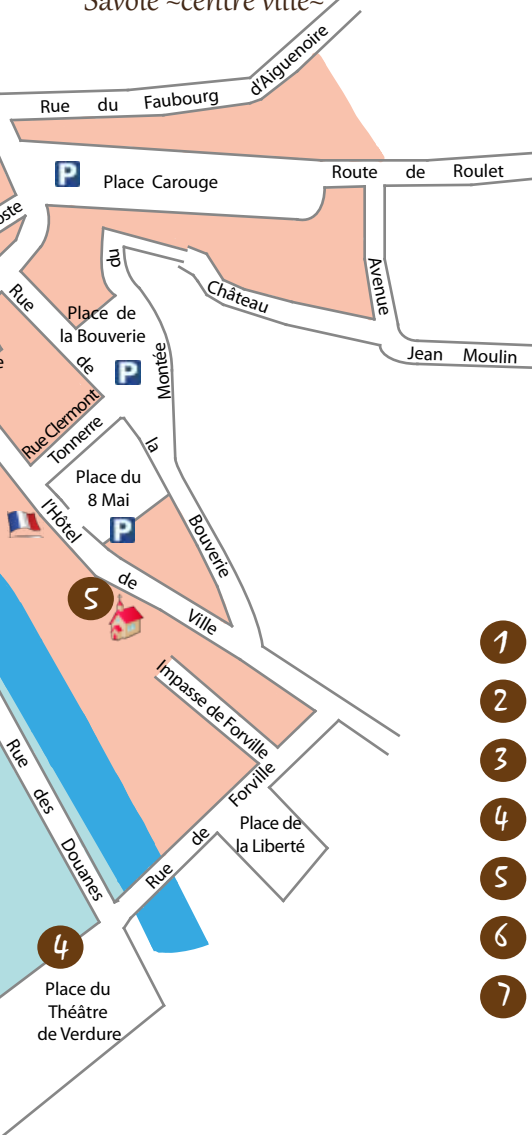 Savoie ~centre ville~
d'Aiguenoire
Rue du Faubourg
P
Place Carouge
Route de Roulet
oste
du
Château
Avenue
Rue
Place de
la Bouverie
de
P
Montée
Jean Moulin
e
Rue Clermont
Tonnerre
la
Place du
8 Mai
P
l'Hôtel
Bouverie
de
5
Ville
Impasse de Forville
1
2
3
4
5
6
7
Rue
des
Douanes
Forville
de
Rue
Place de
la Liberté
4
Place du
Théâtre
de Verdure